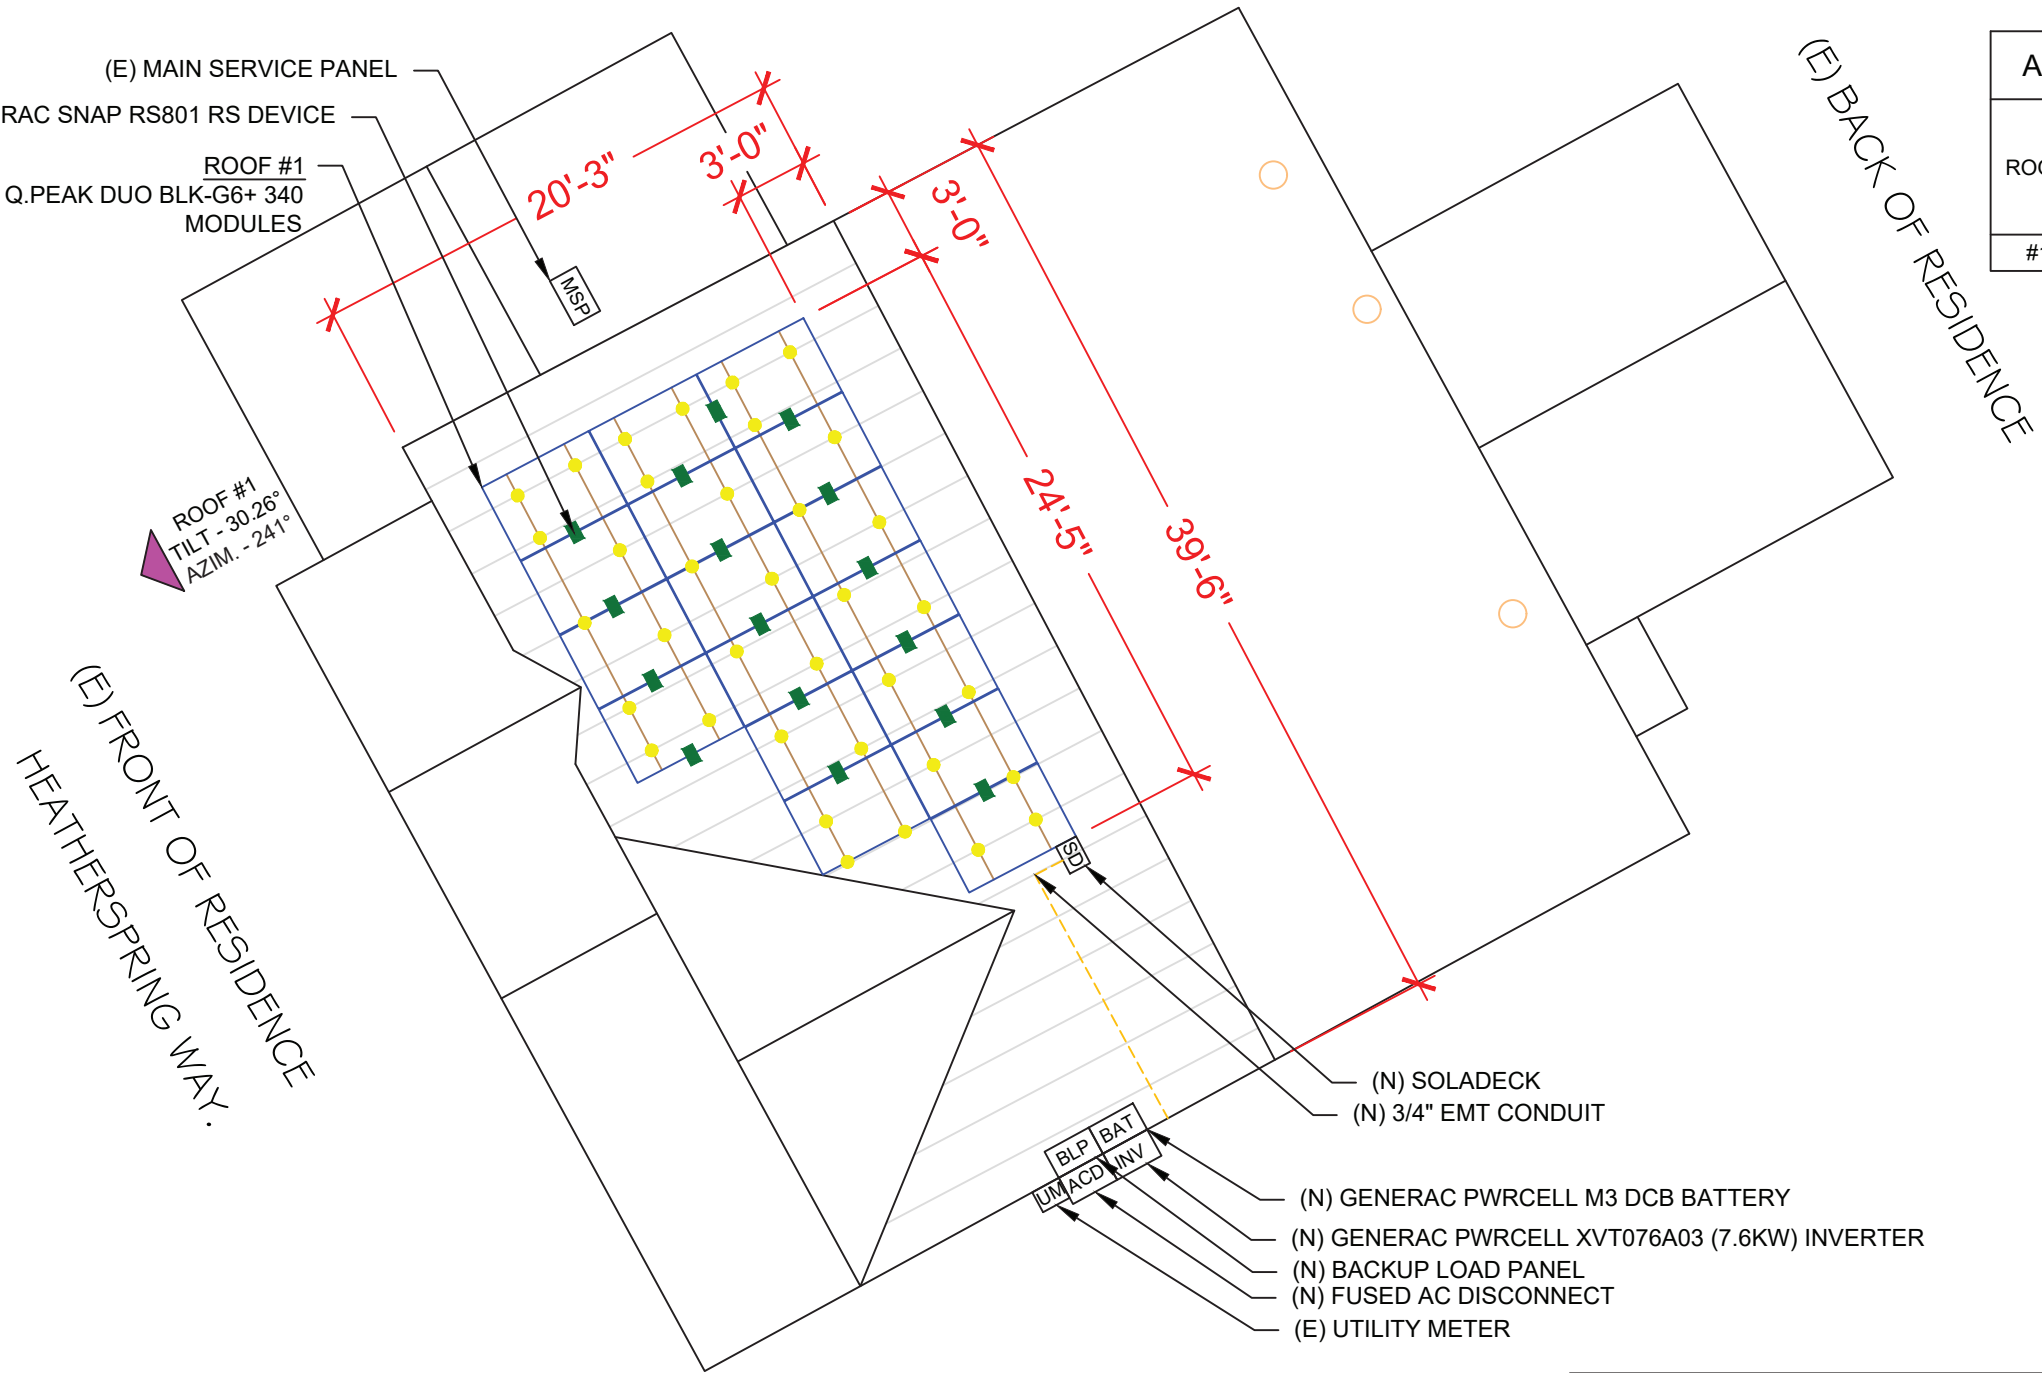 (E) MAIN SERVICE PANEL
RAC SNAP RS801 RS DEVICE
ROOF #1
Q.PEAK DUO BLK-G6+ 340
MODULES
20'-3"
3'-0"
3'-0"
24'-5"
39'-6"
MSP
ROOF #1
TILT - 30.26°
AZIM. - 241°
(E) FRONT OF RESIDENCE
HEATHERSPRING WAY.
(E) BACK OF RESIDENCE
A
ROO
#1
SD
(N) SOLADECK
(N) 3/4" EMT CONDUIT
BLP
BAT
UM
ACD
INV
(N) GENERAC PWRCELL M3 DCB BATTERY
(N) GENERAC PWRCELL XVT076A03 (7.6KW) INVERTER
(N) BACKUP LOAD PANEL
(N) FUSED AC DISCONNECT
(E) UTILITY METER